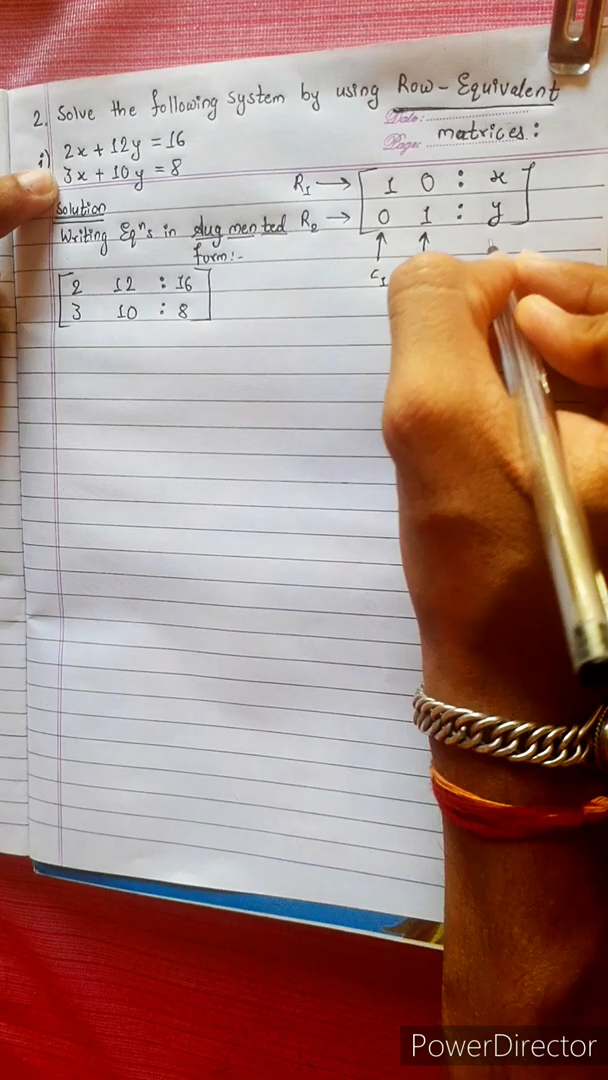 2. Solve the following system by using Row-Equivalent
Date:
Page: matrices:
i) 2x + 12y = 16
3x + 10y = 8
Solution
Writing Eqⁿs in Augmented
form:-
R₁ → [ 1 0 : x ]
R₂ → [ 0 1 : y ]
↑ ↑
C₁
[ 2 12 : 16 ]
[ 3 10 : 8 ]
PowerDirector